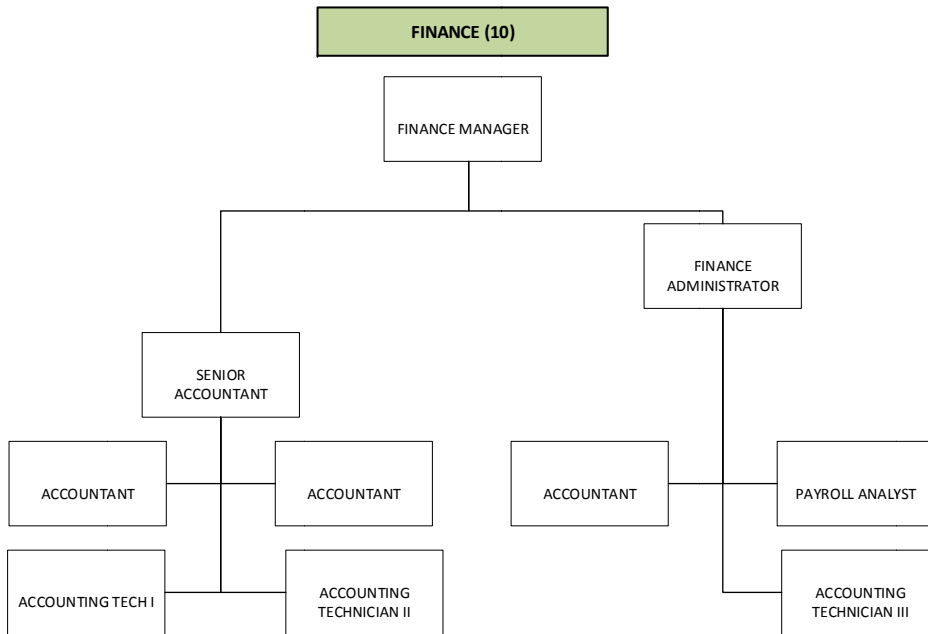 FINANCE (10)
FINANCE MANAGER
FINANCE
ADMINISTRATOR
SENIOR
ACCOUNTANT
ACCOUNTANT
ACCOUNTANT
ACCOUNTANT
PAYROLL ANALYST
ACCOUNTING TECH I
ACCOUNTING
TECHNICIAN II
ACCOUNTING
TECHNICIAN III